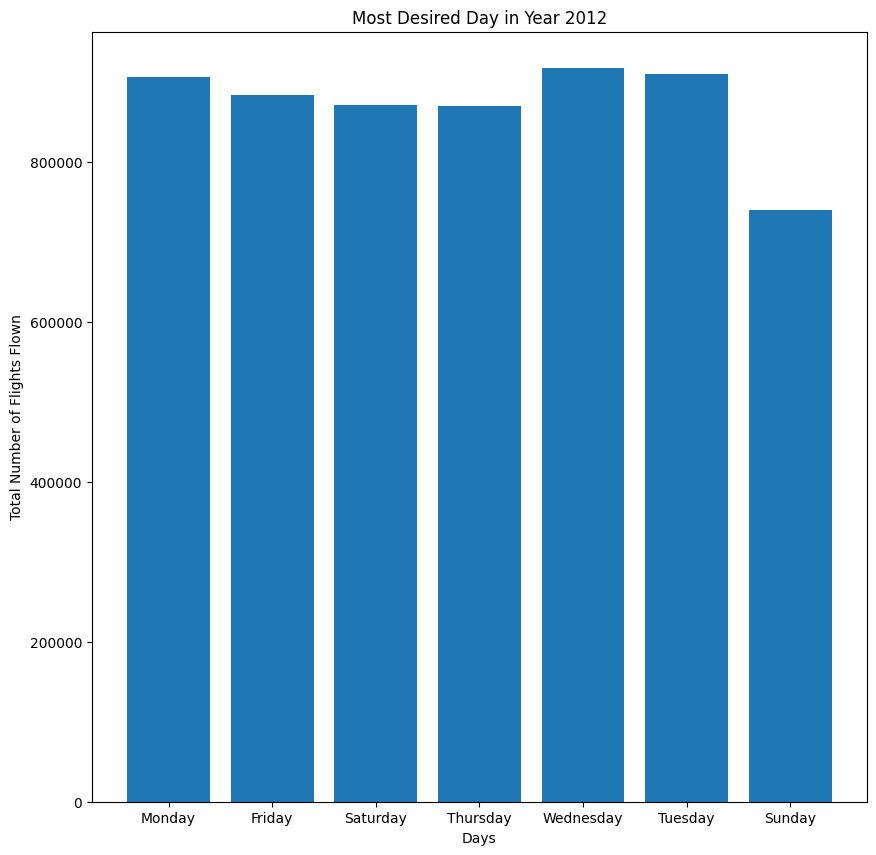 Most Desired Day in Year 2012
Total Number of Flights Flown
800000
600000
400000
200000
0
Monday Friday Saturday Thursday Wednesday Tuesday Sunday
Days